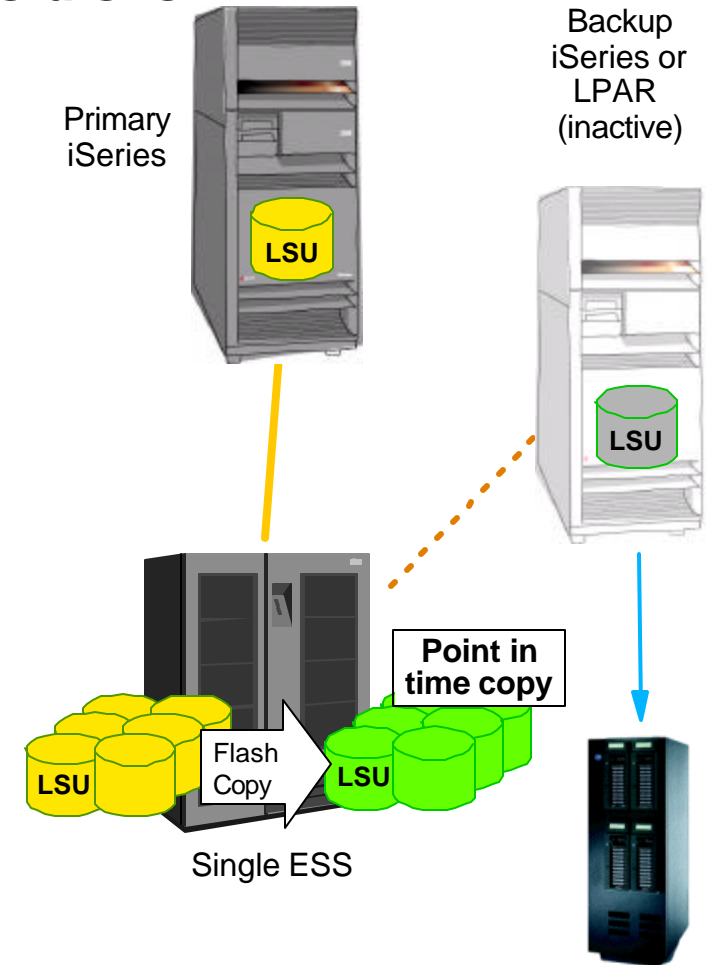 Primary
iSeries
LSU
Backup
iSeries or
LPAR
(inactive)
LSU
Point in
time copy
LSU
Flash
Copy
LSU
Single ESS